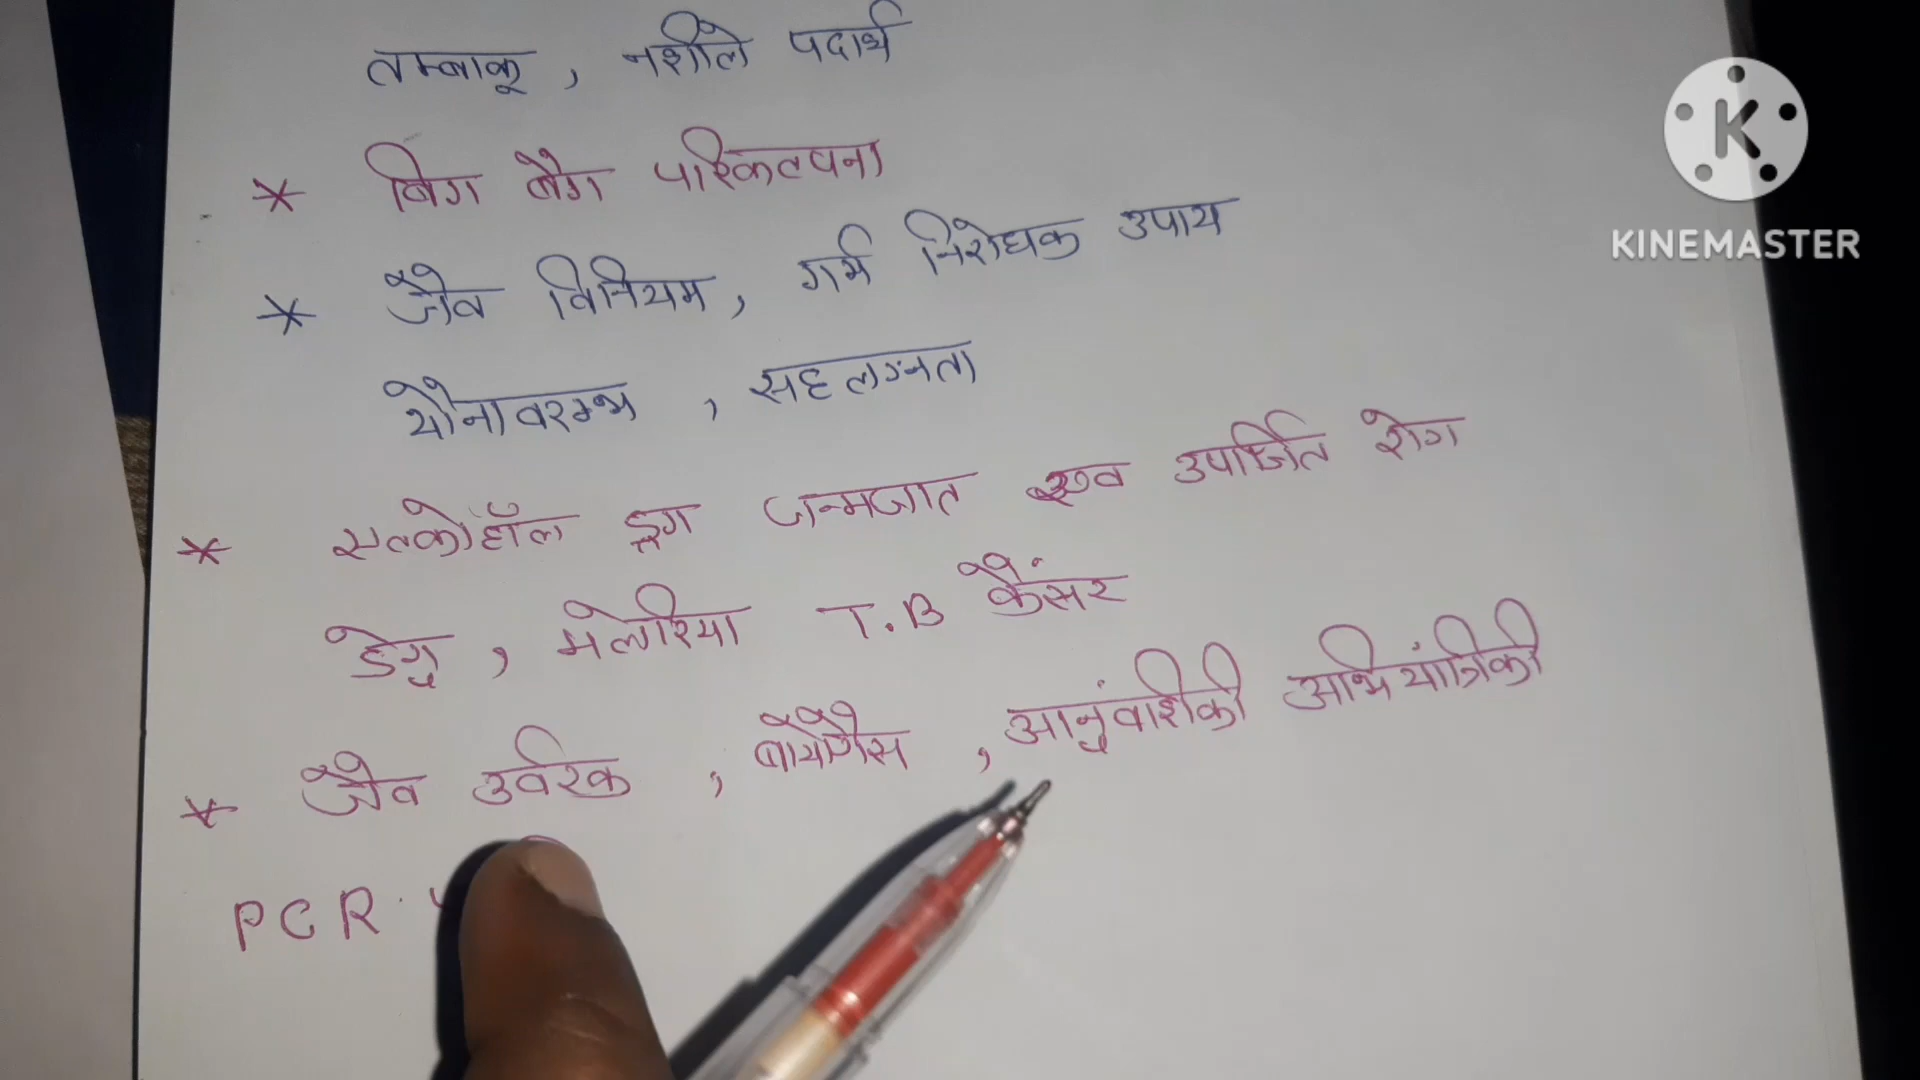 तम्बाकू, नशीले पदार्थ
* बिग बैग परिकल्पना
* जैव विनियम, गर्भ निरोधक उपाय
यौनावरम्भ, सहलग्नता
* एल्कोहॉल ड्रग जन्मजात एव उपार्जित रोग
डेगू, मलेरिया T.B कैंसर
* जैव उर्वरक, बायोगैस, आनुंवाशीकी अभियांत्रिकी
PCR
KINEMASTER